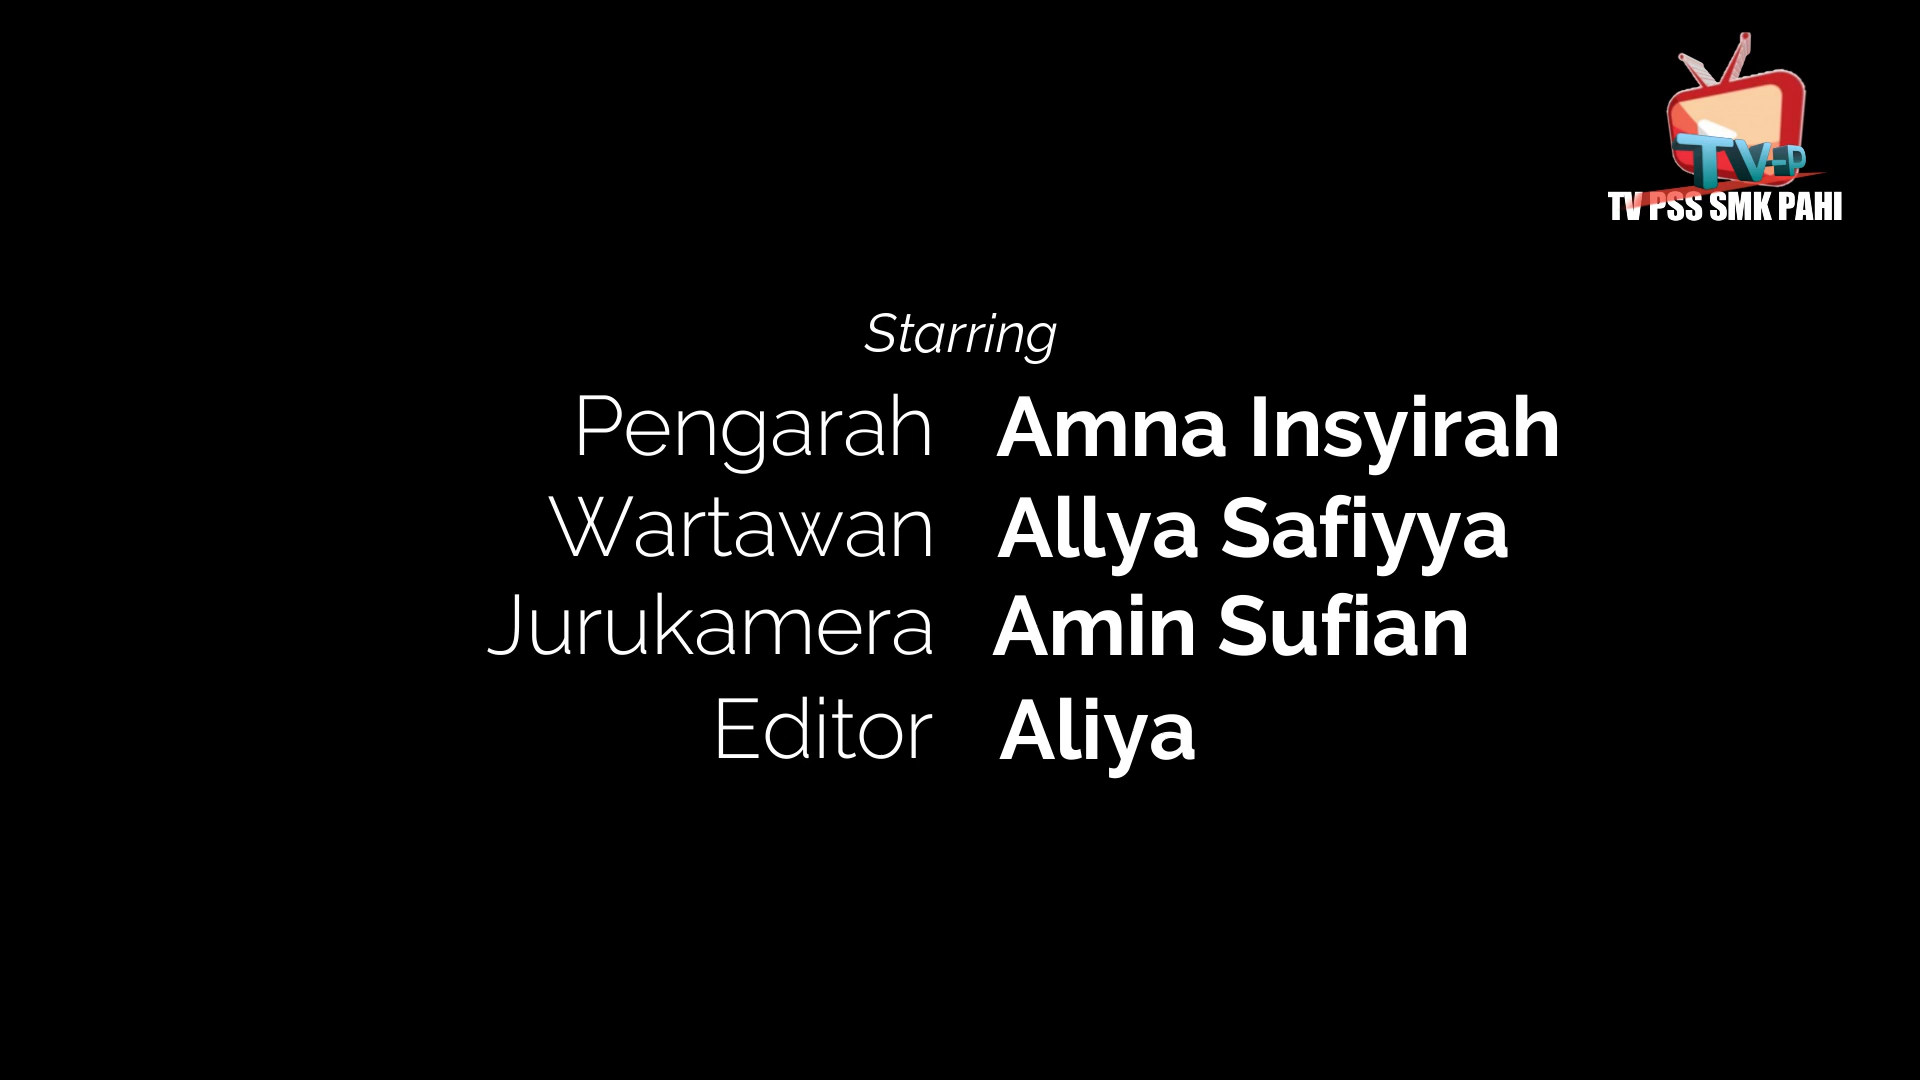 TV-P
TV PSS SMK PAHI
Starring
Pengarah Amna Insyirah
Wartawan Allya Safiyya
Jurukamera Amin Sufian
Editor Aliya